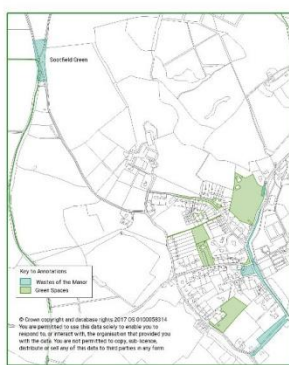 Green
Key to Annotations
Wastes of the Manor
Green Spaces
© Crown copyright and database rights 2017 OS 0100059314
You are permitted to use this data solely to enable you
to respond to, or interact with, the organisation that provided you
with the data. You are not permitted to copy, sub-licence,
distribute or sell any of this data to third parties in any form